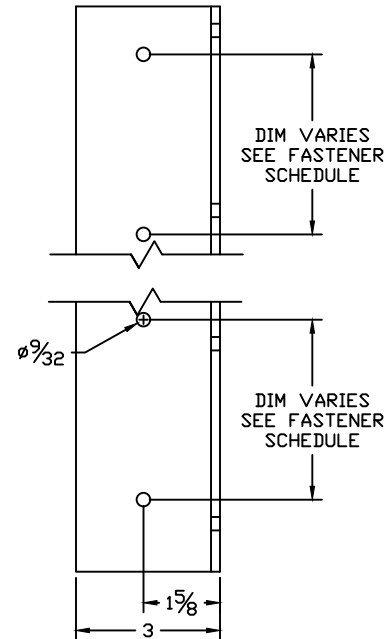 DIM VARIES
SEE FASTENER
SCHEDULE
ø9/32
DIM VARIES
SEE FASTENER
SCHEDULE
1 5/8
3